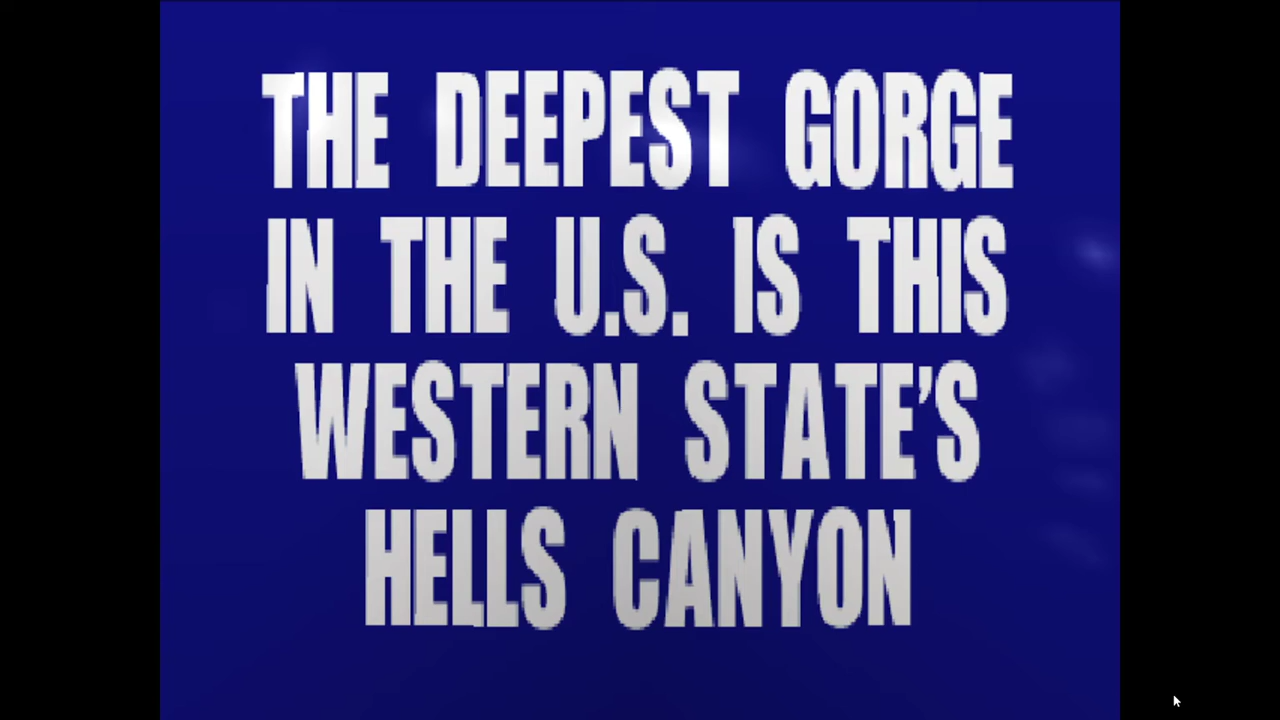 THE DEEPEST GORGE
IN THE U.S. IS THIS
WESTERN STATE'S
HELLS CANYON